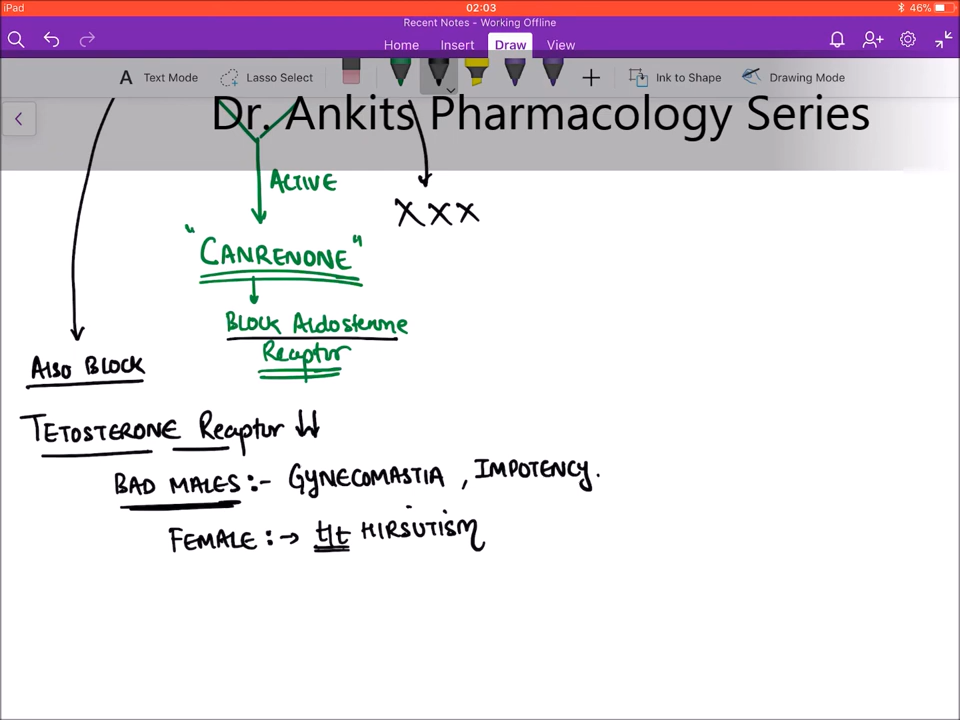 iPad 02:03 46%
Recent Notes - Working Offline
Home Insert Draw View
Text Mode Lasso Select Ink to Shape Drawing Mode
Dr. Ankits Pharmacology Series
ACTIVE
XXX
"CANRENONE"
BLOCK Aldosterone
Receptor
Also BLOCK
TETOSTERONE Receptor ↓↓
BAD MALES :- GYNECOMASTIA , IMPOTENCY.
FEMALE :→ t/t HIRSUTISM